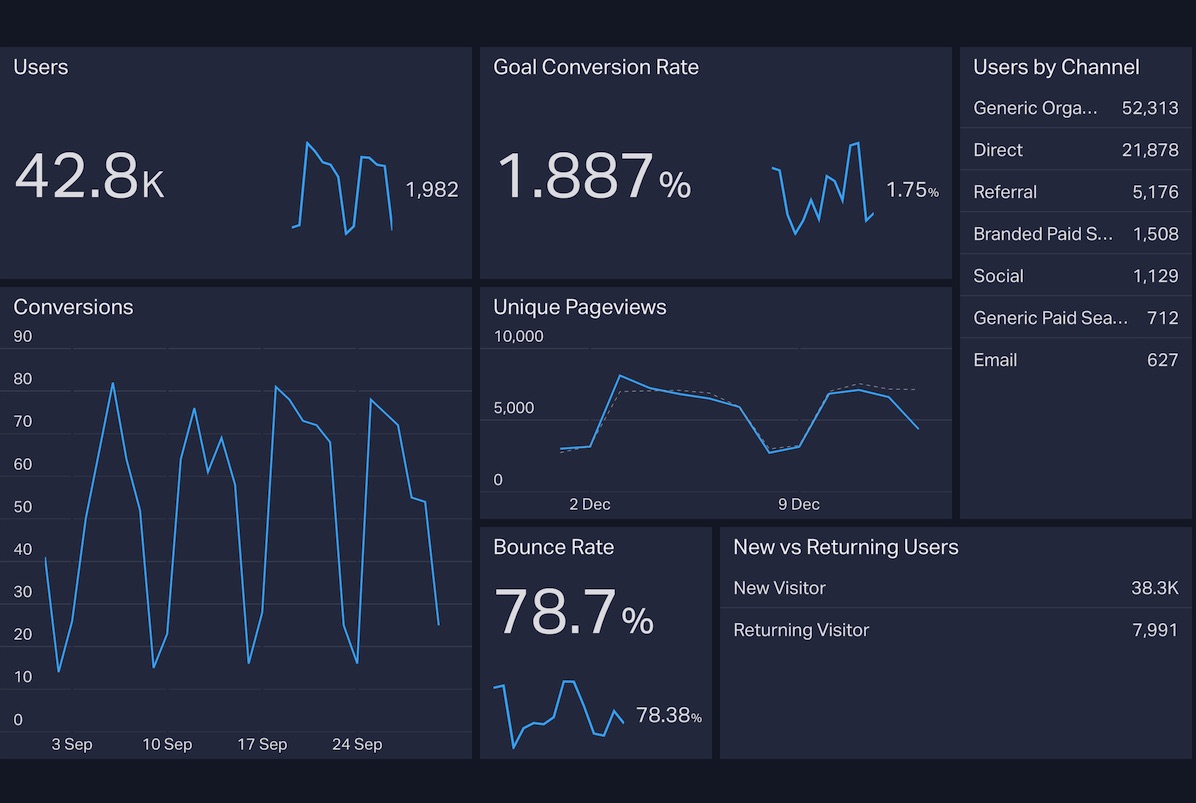 Users
42.8K
1,982
Goal Conversion Rate
1.887%
1.75%
Users by Channel
Generic Orga... 52,313
Direct 21,878
Referral 5,176
Branded Paid S... 1,508
Social 1,129
Generic Paid Sea... 712
Email 627
Conversions
90
80
70
60
50
40
30
20
10
0
3 Sep 10 Sep 17 Sep 24 Sep
Unique Pageviews
10,000
5,000
0
2 Dec 9 Dec
Bounce Rate
78.7%
78.38%
New vs Returning Users
New Visitor 38.3K
Returning Visitor 7,991